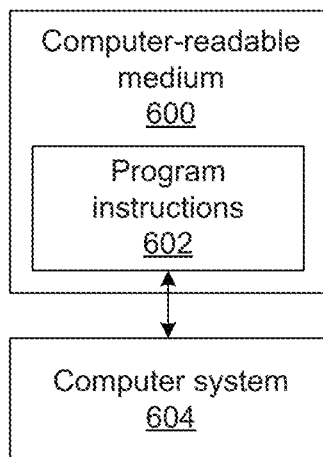 Computer-readable
medium
600
Program
instructions
602
Computer system
604